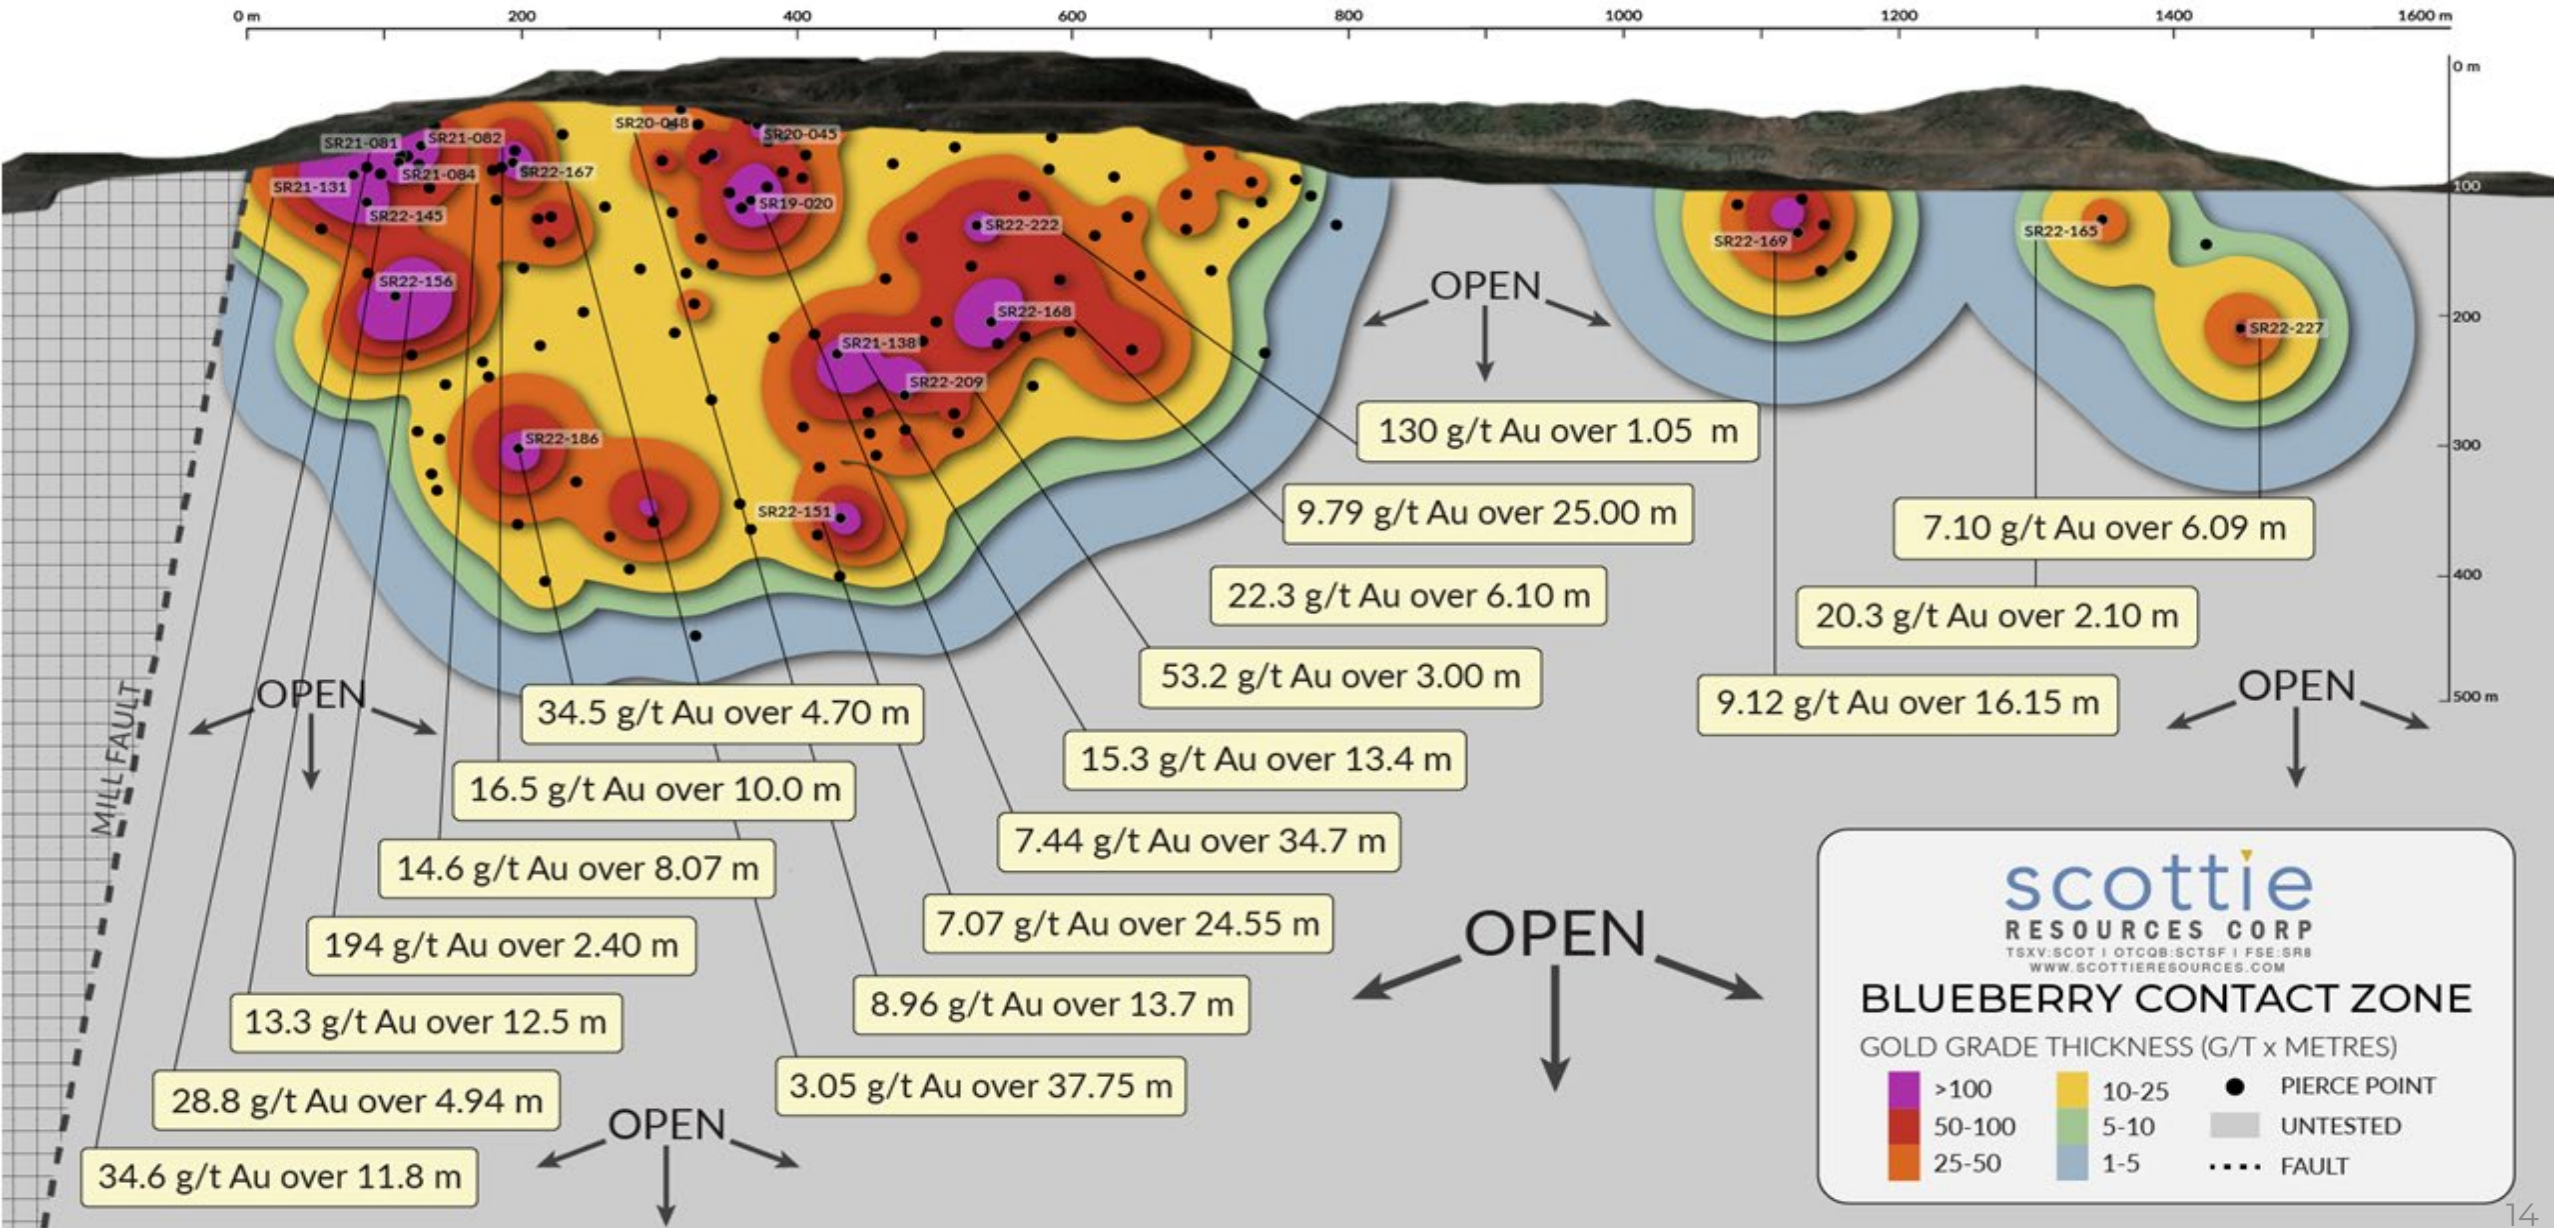 0 m
200
400
600
800
1000
1200
1400
1600 m
0 m
100
200
300
400
500 m
SR21-081
SR21-082
SR20-048
SR20-045
SR21-131
SR21-084
SR22-167
SR22-145
SR19-020
SR22-222
SR22-169
SR22-165
SR22-156
SR22-168
SR21-138
SR22-209
SR22-227
SR22-186
SR22-151
OPEN
130 g/t Au over 1.05 m
9.79 g/t Au over 25.00 m
7.10 g/t Au over 6.09 m
22.3 g/t Au over 6.10 m
20.3 g/t Au over 2.10 m
53.2 g/t Au over 3.00 m
9.12 g/t Au over 16.15 m
OPEN
OPEN
MILL FAULT
34.5 g/t Au over 4.70 m
15.3 g/t Au over 13.4 m
16.5 g/t Au over 10.0 m
7.44 g/t Au over 34.7 m
14.6 g/t Au over 8.07 m
7.07 g/t Au over 24.55 m
194 g/t Au over 2.40 m
8.96 g/t Au over 13.7 m
13.3 g/t Au over 12.5 m
3.05 g/t Au over 37.75 m
28.8 g/t Au over 4.94 m
34.6 g/t Au over 11.8 m
OPEN
OPEN
scottie
RESOURCES CORP
TSXV:SCOT | OTCQB:SCTSF | FSE:SR8
WWW.SCOTTIERESOURCES.COM
BLUEBERRY CONTACT ZONE
GOLD GRADE THICKNESS (G/T x METRES)
>100
10-25
PIERCE POINT
50-100
5-10
UNTESTED
25-50
1-5
FAULT
14